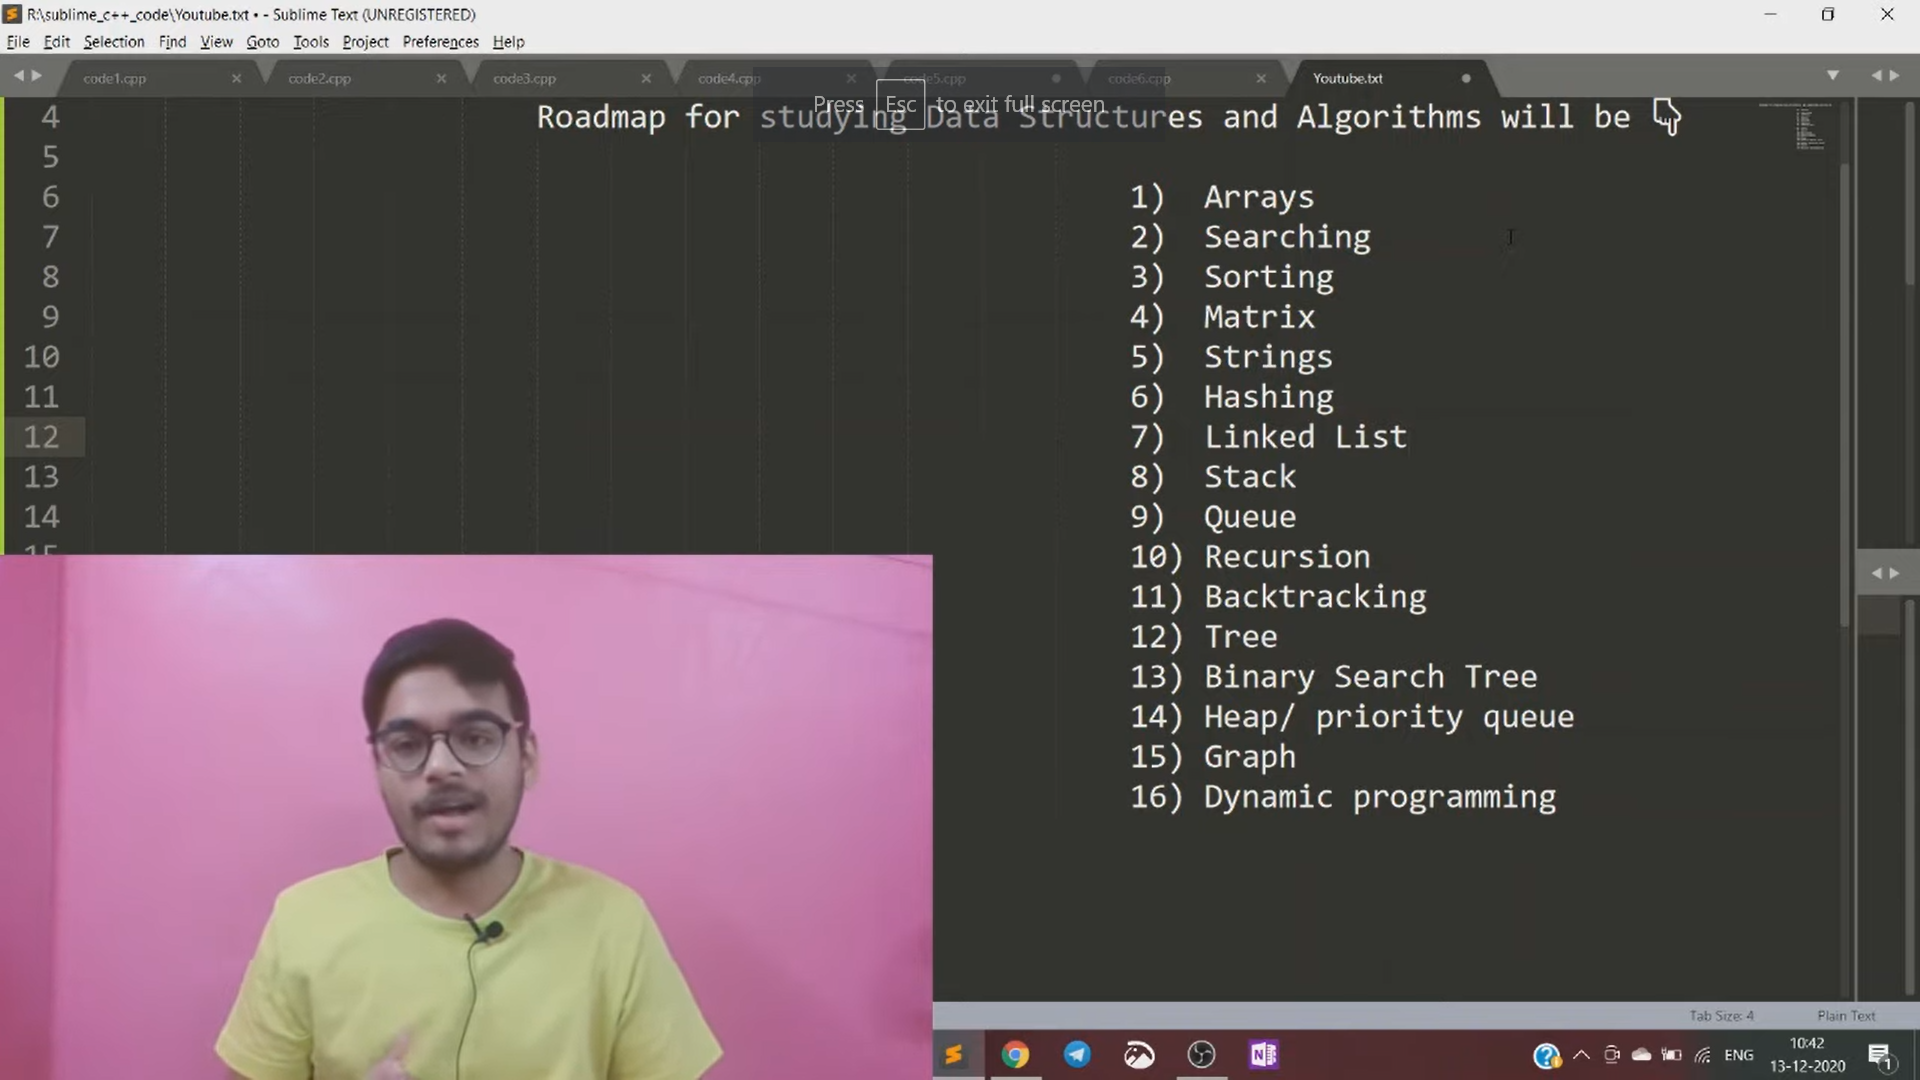 R:\sublime_c++_code\Youtube.txt • - Sublime Text (UNREGISTERED)
File Edit Selection Find View Goto Tools Project Preferences Help
code1.cpp code2.cpp code3.cpp code4.cpp code5.cpp code6.cpp Youtube.txt
Press Esc to exit full screen
4 Roadmap for studying Data Structures and Algorithms will be
5
6 1) Arrays
7 2) Searching
8 3) Sorting
9 4) Matrix
10 5) Strings
11 6) Hashing
12 7) Linked List
13 8) Stack
14 9) Queue
15 10) Recursion
11) Backtracking
12) Tree
13) Binary Search Tree
14) Heap/ priority queue
15) Graph
16) Dynamic programming
Tab Size: 4 Plain Text
ENG 10:42
13-12-2020 1